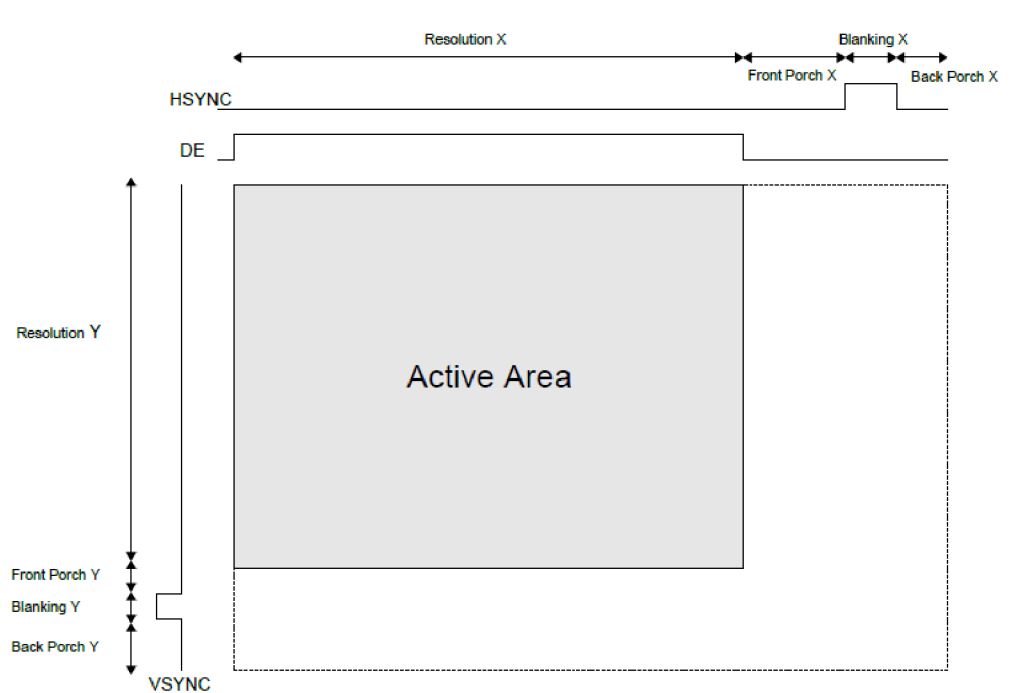 Resolution X
Blanking X
Front Porch X
Back Porch X
HSYNC
DE
Resolution Y
Active Area
Front Porch Y
Blanking Y
Back Porch Y
VSYNC